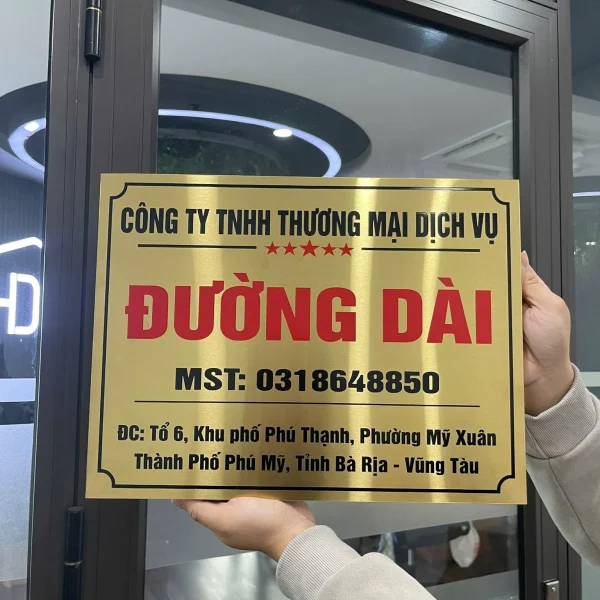 CÔNG TY TNHH THƯƠNG MẠI DỊCH VỤ
ĐƯỜNG DÀI
MST: 0318648850
ĐC: Tổ 6, Khu phố Phú Thạnh, Phường Mỹ Xuân
Thành Phố Phú Mỹ, Tỉnh Bà Rịa - Vũng Tàu
HD